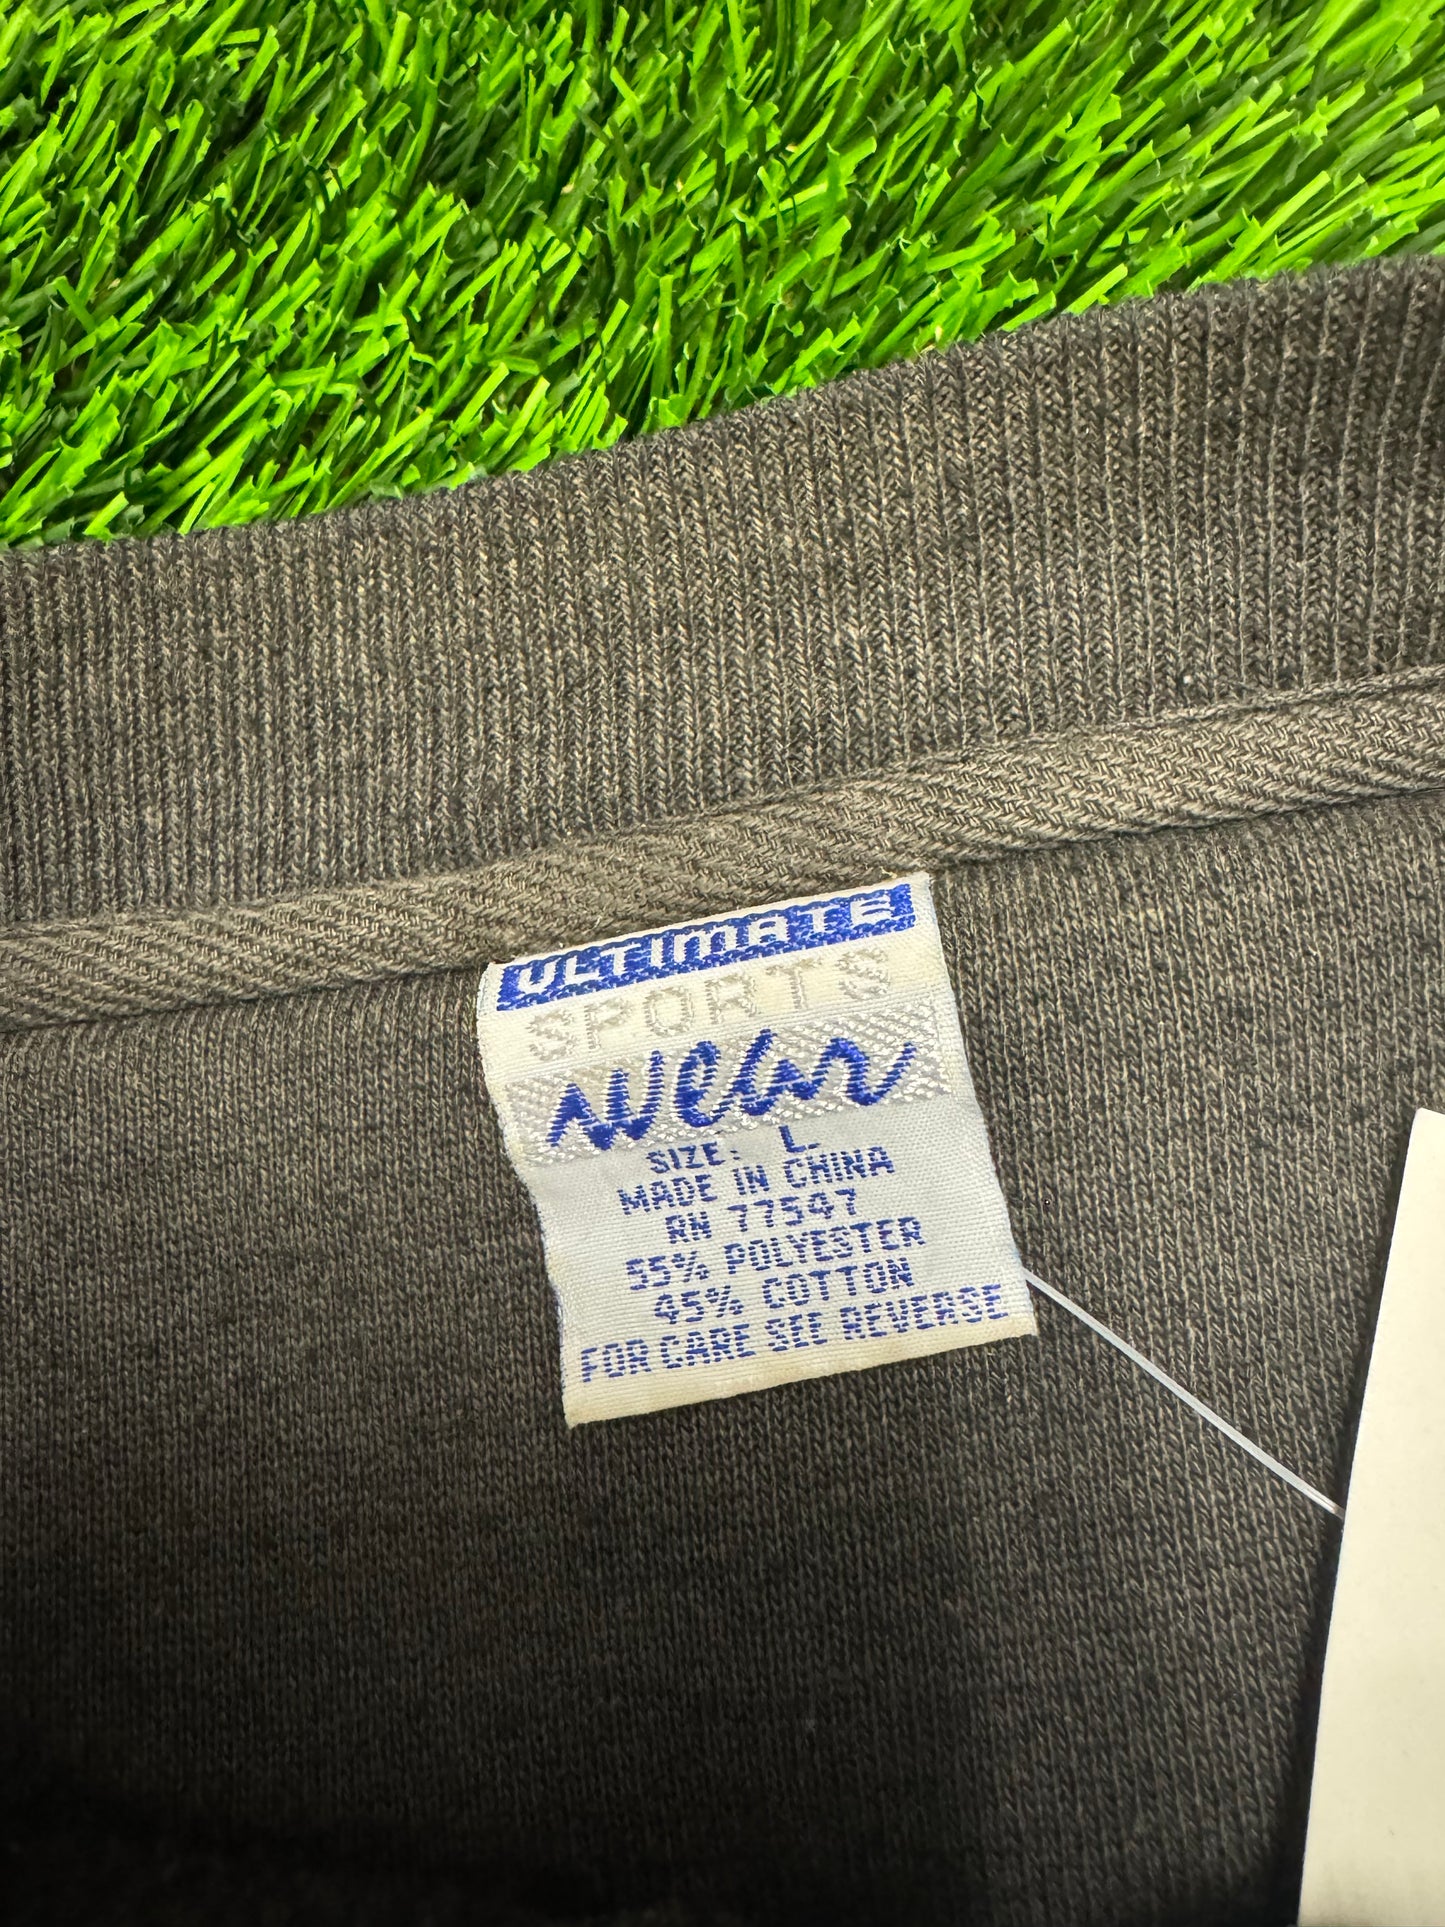 ULTIMATE
SPORTS
wear
SIZE: L.
MADE IN CHINA
RN 77547
55% POLYESTER
45% COTTON
FOR CARE SEE REVERSE